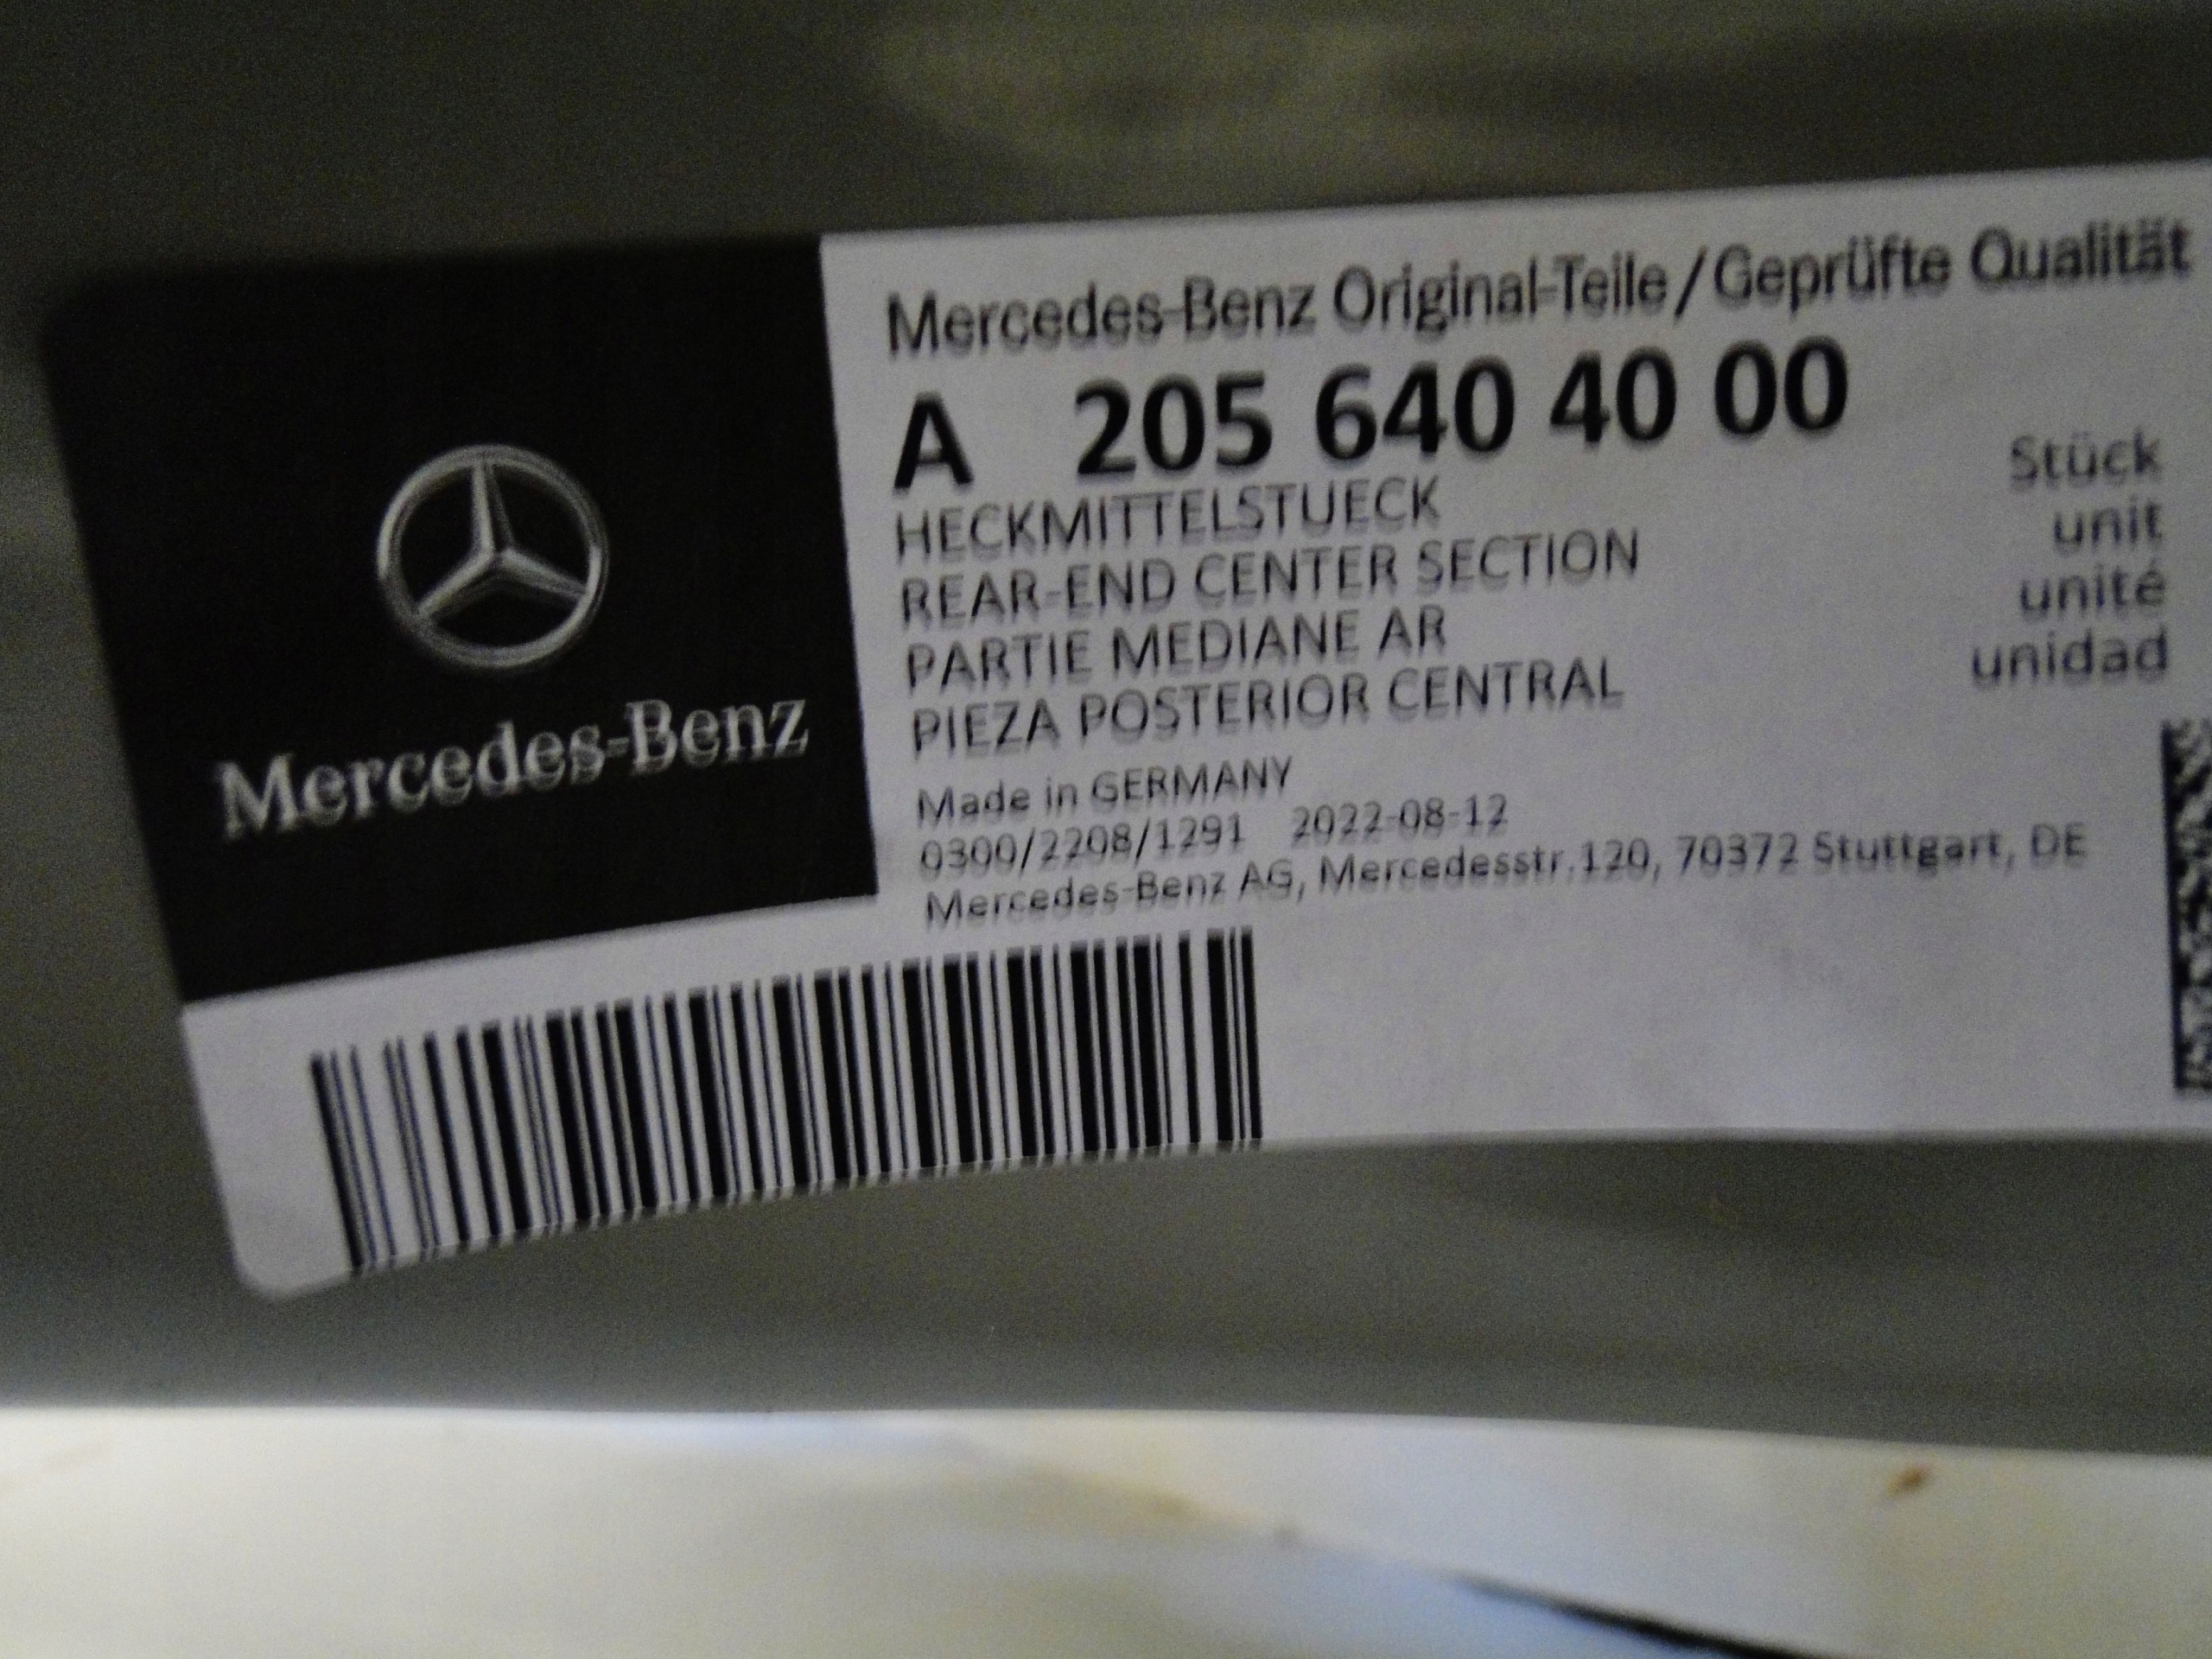 Mercedes-Benz
Mercedes-Benz Original-Teile/Geprüfte Qualität
A 205 640 40 00
HECKMITTELSTUECK
REAR-END CENTER SECTION
PARTIE MEDIANE AR
PIEZA POSTERIOR CENTRAL
Stück
unit
unité
unidad
Made in GERMANY
0300/2208/1291 2022-08-12
Mercedes-Benz AG, Mercedesstr.120, 70372 Stuttgart, DE